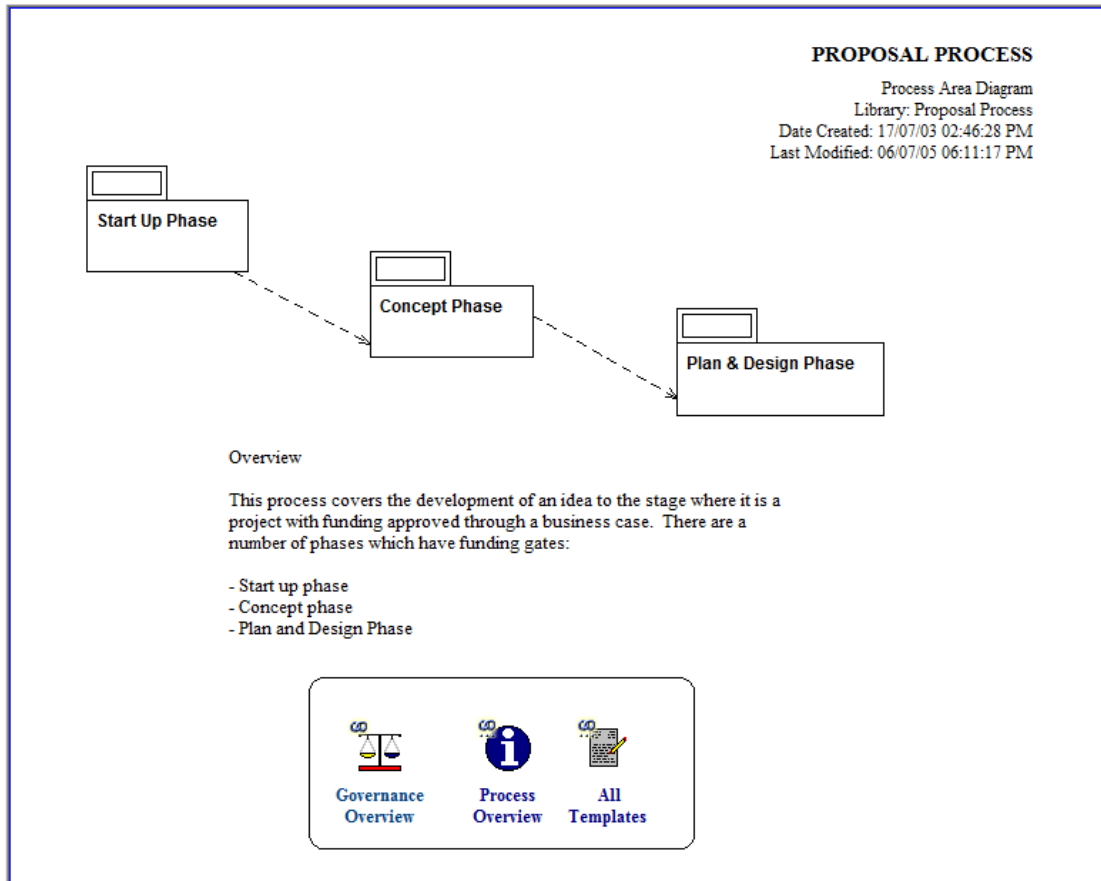 PROPOSAL PROCESS
Process Area Diagram
Library: Proposal Process
Date Created: 17/07/03 02:46:28 PM
Last Modified: 06/07/05 06:11:17 PM
Start Up Phase
Concept Phase
Plan & Design Phase
Overview
This process covers the development of an idea to the stage where it is a
project with funding approved through a business case.  There are a
number of phases which have funding gates:
- Start up phase
- Concept phase
- Plan and Design Phase
Governance
Overview
Process
Overview
All
Templates